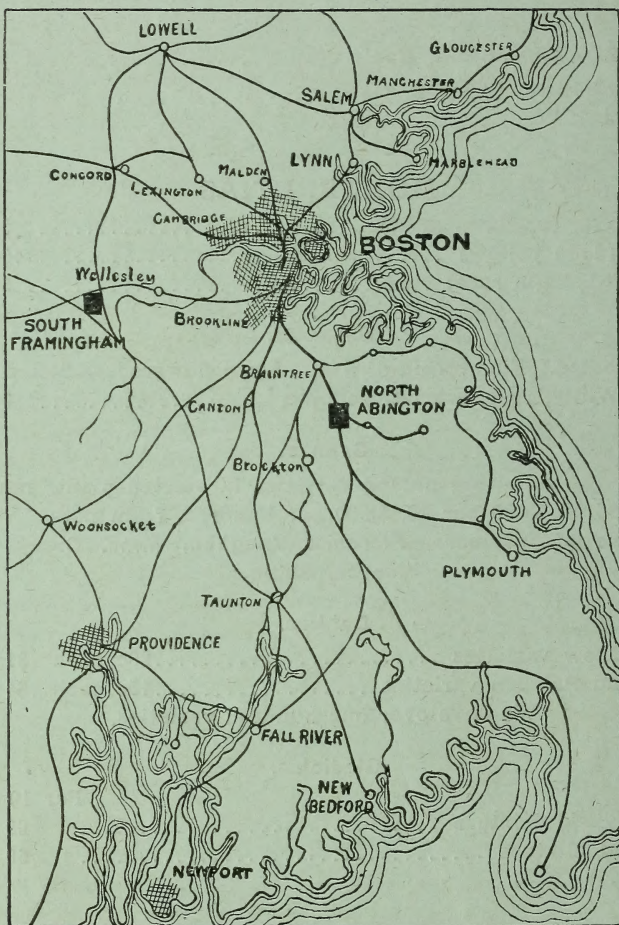 LOWELL
GLOUCESTER
MANCHESTER
SALEM
LYNN
MARBLEHEAD
MALDEN
CONCORD
LEXINGTON
CAMBRIDGE
BOSTON
Wellesley
SOUTH
FRAMINGHAM
BROOKLINE
BRAINTREE
NORTH
ABINGTON
CANTON
BROCKTON
WOONSOCKET
PLYMOUTH
TAUNTON
PROVIDENCE
FALL RIVER
NEW
BEDFORD
NEWPORT